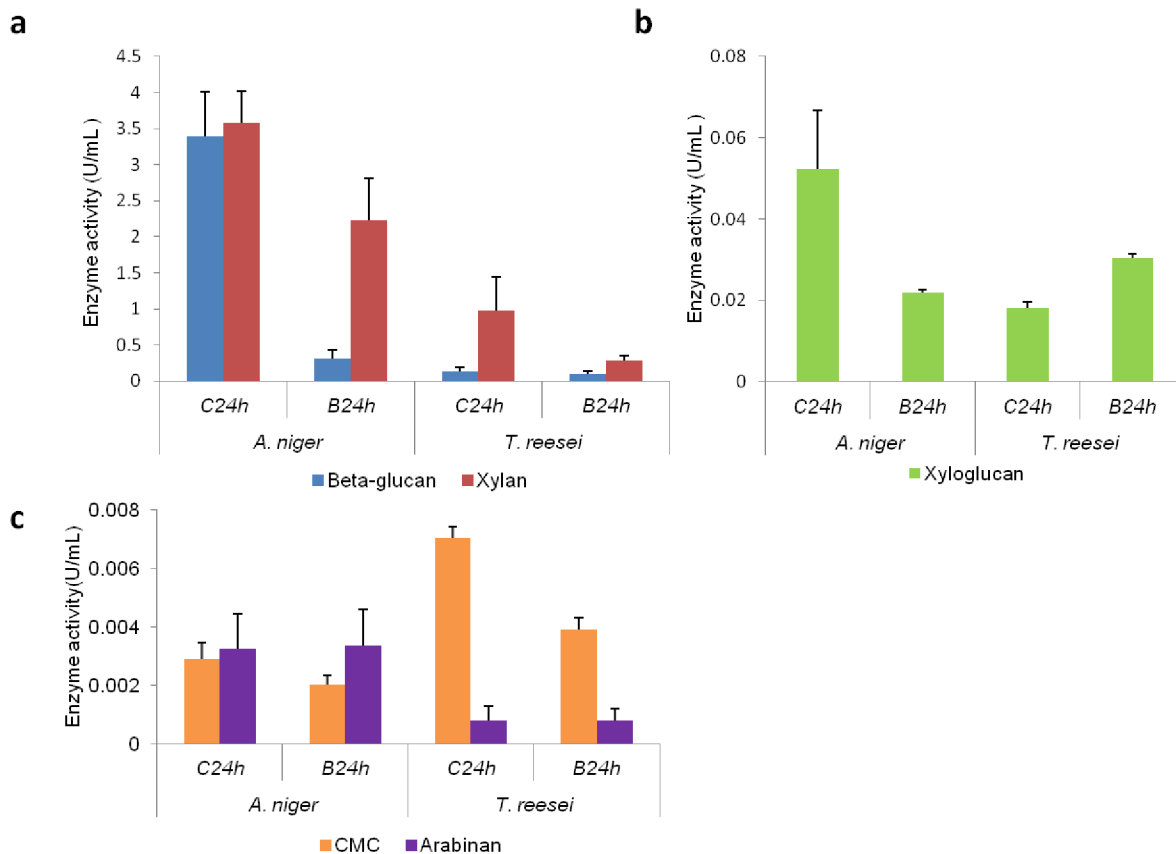 a
Enzyme activity (U/mL )
4.5
4
3.5
3
2.5
2
1.5
1
0.5
0
C24h B24h C24h B24h
A. niger T. reesei
Beta-glucan Xylan
b
Enzyme activity (U/mL )
0.08
0.06
0.04
0.02
0
C24h B24h C24h B24h
A. niger T. reesei
Xyloglucan
c
Enzyme activity(U/mL)
0.008
0.006
0.004
0.002
0
C24h B24h C24h B24h
A. niger T. reesei
CMC Arabinan